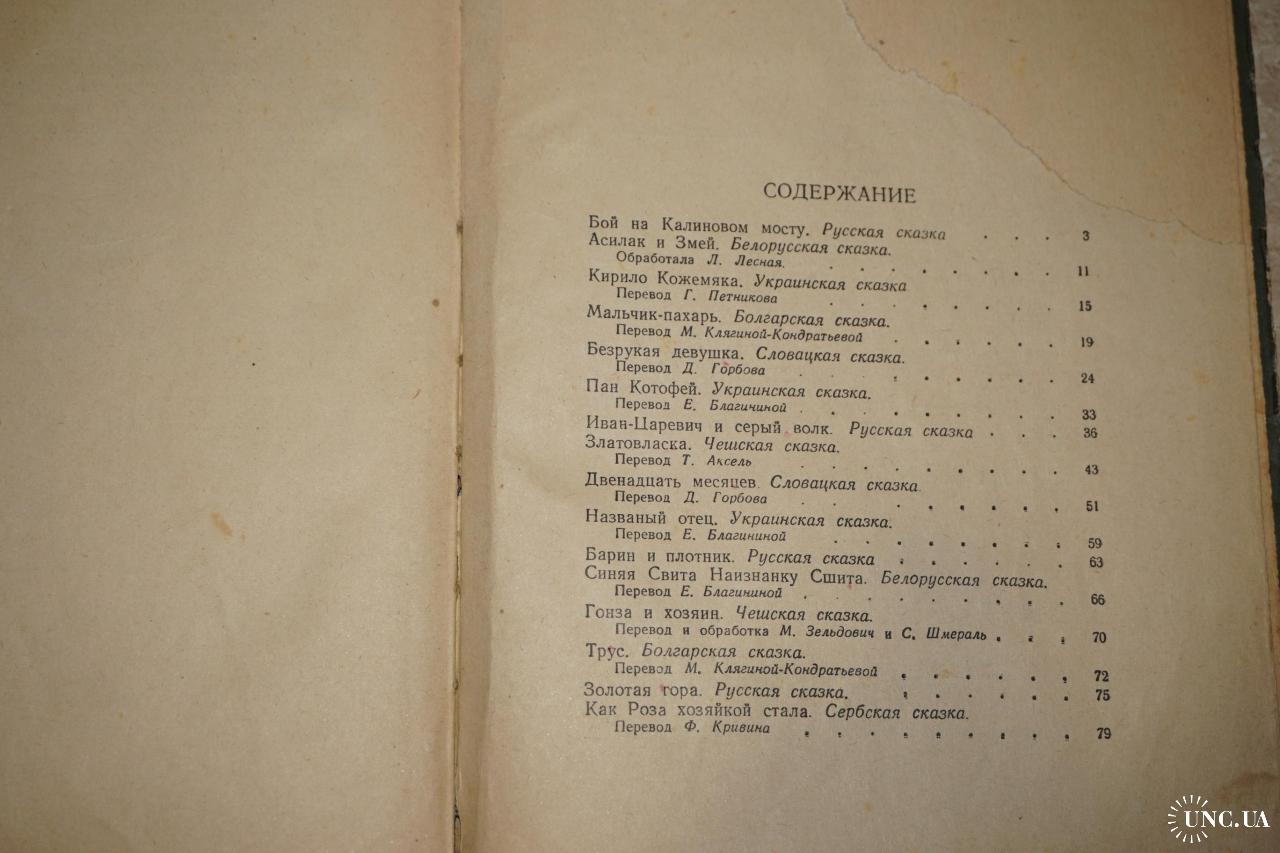 СОДЕРЖАНИЕ
Бой на Калиновом мосту. Русская сказка . . . 3
Асилак и Змей. Белорусская сказка.
Обработала Л. Лесная. . . . . . . . 11
Кирило Кожемяка. Украинская сказка
Перевод Г. Петникова . . . . . . . . 15
Мальчик-пахарь. Болгарская сказка.
Перевод М. Клягиной-Кондратьевой . . . . . . 19
Безрукая девушка. Словацкая сказка.
Перевод Д. Горбова . . . . . . . . 24
Пан Котофей. Украинская сказка.
Перевод Е. Благининой . . . . . . . . . 33
Иван-Царевич и серый волк. Русская сказка . . . 36
Златовласка. Чешская сказка.
Перевод Т. Аксель . . . . . . . . . 43
Двенадцать месяцев. Словацкая сказка.
Перевод Д. Горбова . . . . . . . 51
Названый отец. Украинская сказка.
Перевод Е. Благининой . . . . . . . . 59
Барин и плотник. Русская сказка . . . . . . 63
Синяя Свита Наизнанку Сшита. Белорусская сказка.
Перевод Е. Благининой . . . . . . . . . 66
Гонза и хозяин. Чешская сказка.
Перевод и обработка М. Зельдович и С. Шмераль . . . 70
Трус. Болгарская сказка.
Перевод М. Клягиной-Кондратьевой . . . . . . 72
Золотая гора. Русская сказка. . . . . . . 75
Как Роза хозяйкой стала. Сербская сказка.
Перевод Ф. Кривина . . . . . . . . . 79
UNC.UA